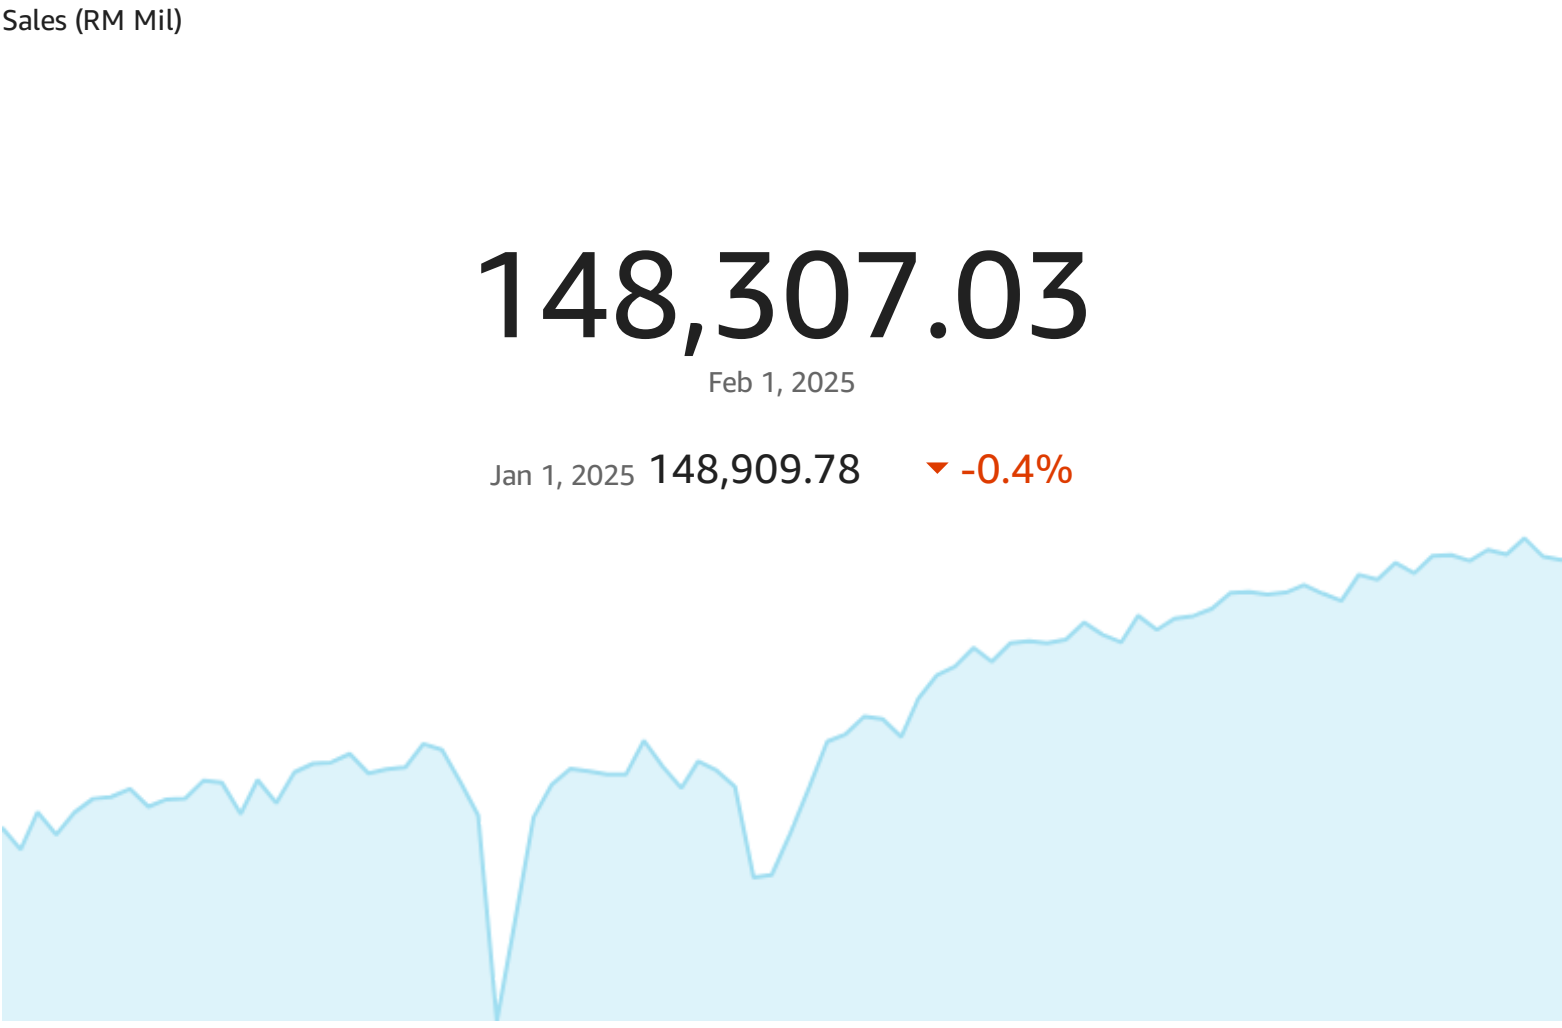 Sales (RM Mil)
148,307.03
Feb 1, 2025
Jan 1, 2025 148,909.78 ▼ -0.4%